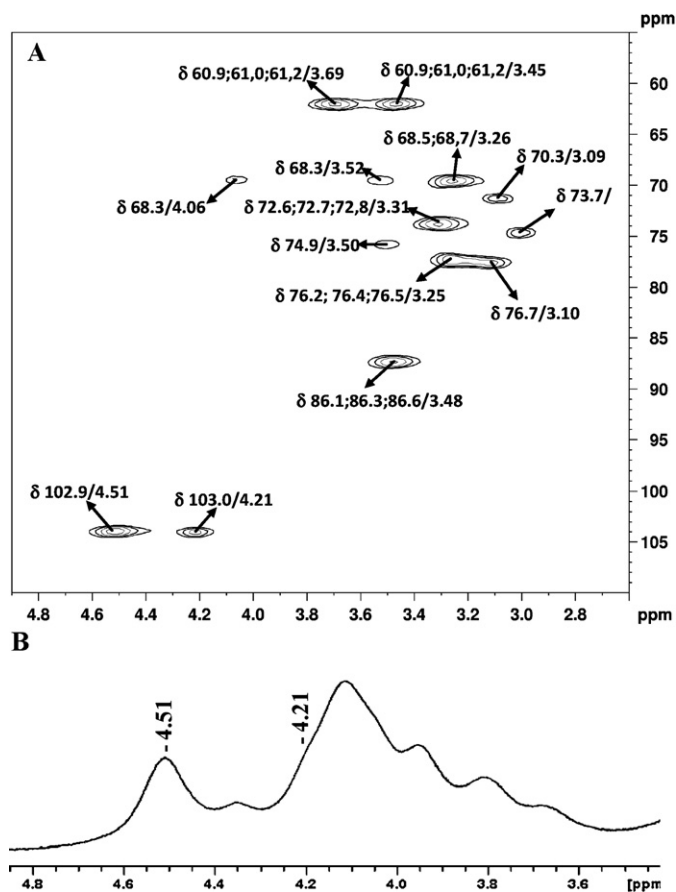 ppm
A
δ 60.9;61,0;61,2/3.69
δ 60.9;61,0;61,2/3.45
60
65
δ 68.3/3.52
δ 68.5;68,7/3.26
δ 70.3/3.09
70
δ 68.3/4.06
δ 72.6;72.7;72,8/3.31
δ 73.7/
75
δ 74.9/3.50
δ 76.2; 76.4;76.5/3.25
δ 76.7/3.10
80
85
δ 86.1;86.3;86.6/3.48
90
95
δ 102.9/4.51
δ 103.0/4.21
100
105
4.8 4.6 4.4 4.2 4.0 3.8 3.6 3.4 3.2 3.0 2.8 ppm
B
- 4.51
- 4.21
4.8 4.6 4.4 4.2 4.0 3.8 3.6 [ppm